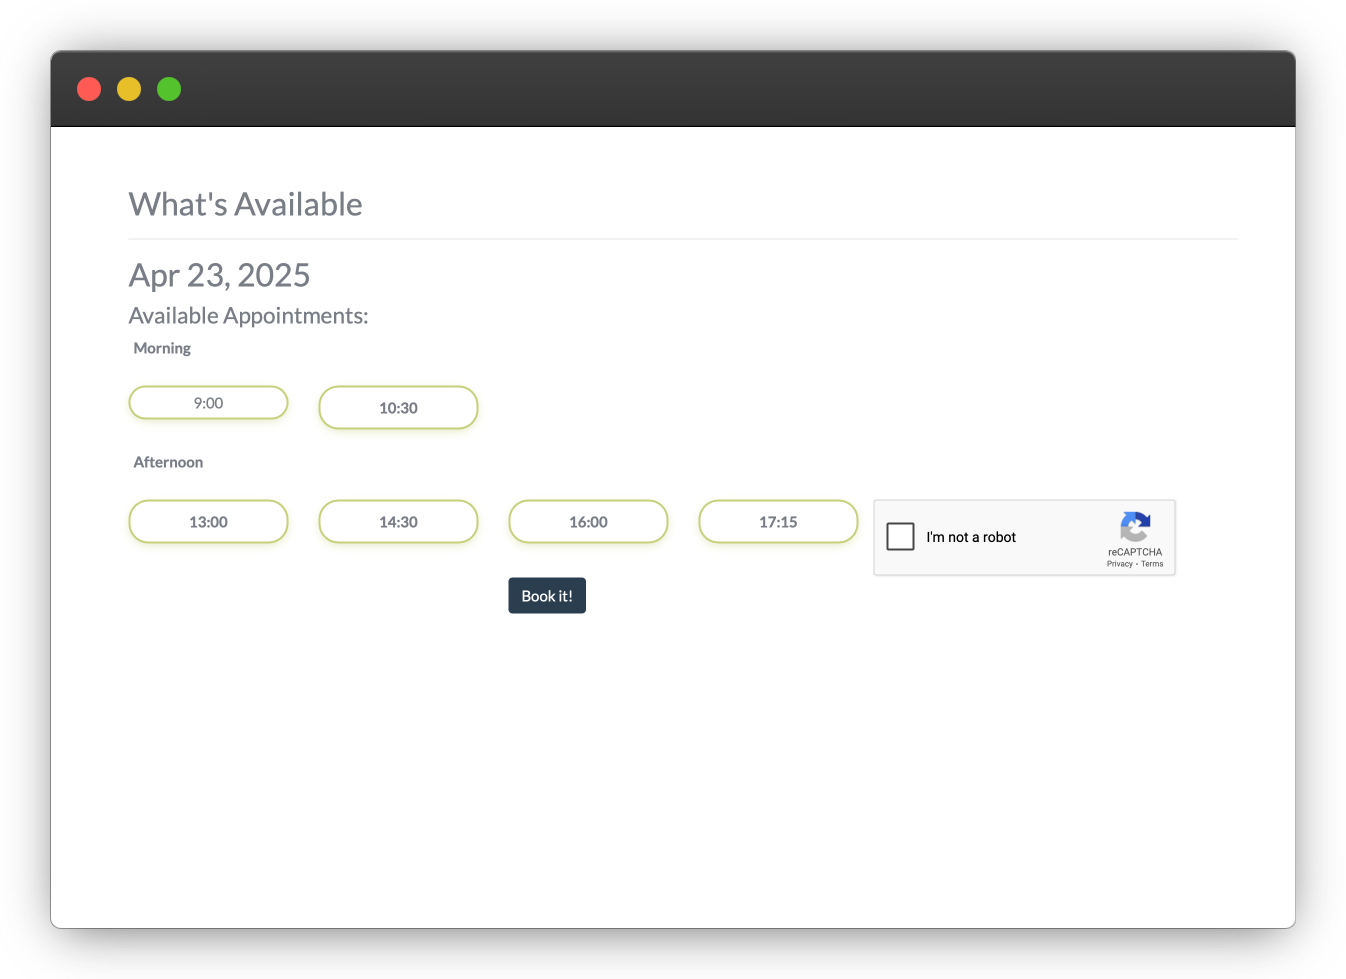 What's Available
Apr 23, 2025
Available Appointments:
Morning
9:00 10:30
Afternoon
13:00 14:30 16:00 17:15
I'm not a robot
reCAPTCHA
Privacy - Terms
Book it!